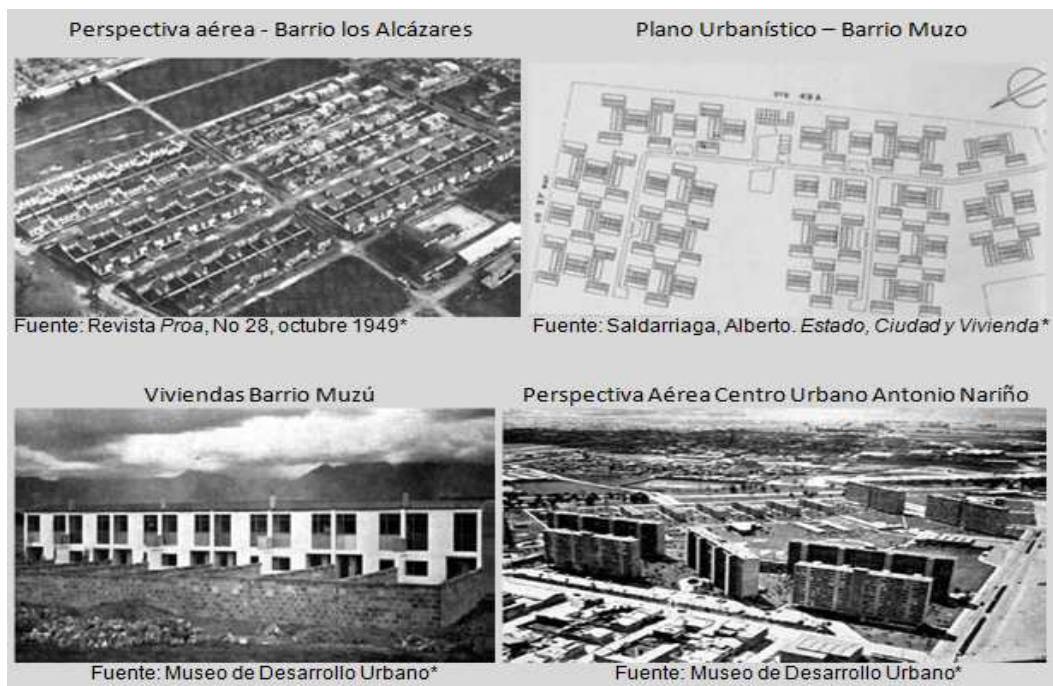 Perspectiva aérea - Barrio los Alcázares
Plano Urbanístico – Barrio Muzo
Fuente: Revista Proa, No 28, octubre 1949*
Fuente: Saldarriaga, Alberto. Estado, Ciudad y Vivienda*
Viviendas Barrio Muzú
Perspectiva Aérea Centro Urbano Antonio Nariño
Fuente: Museo de Desarrollo Urbano*
Fuente: Museo de Desarrollo Urbano*